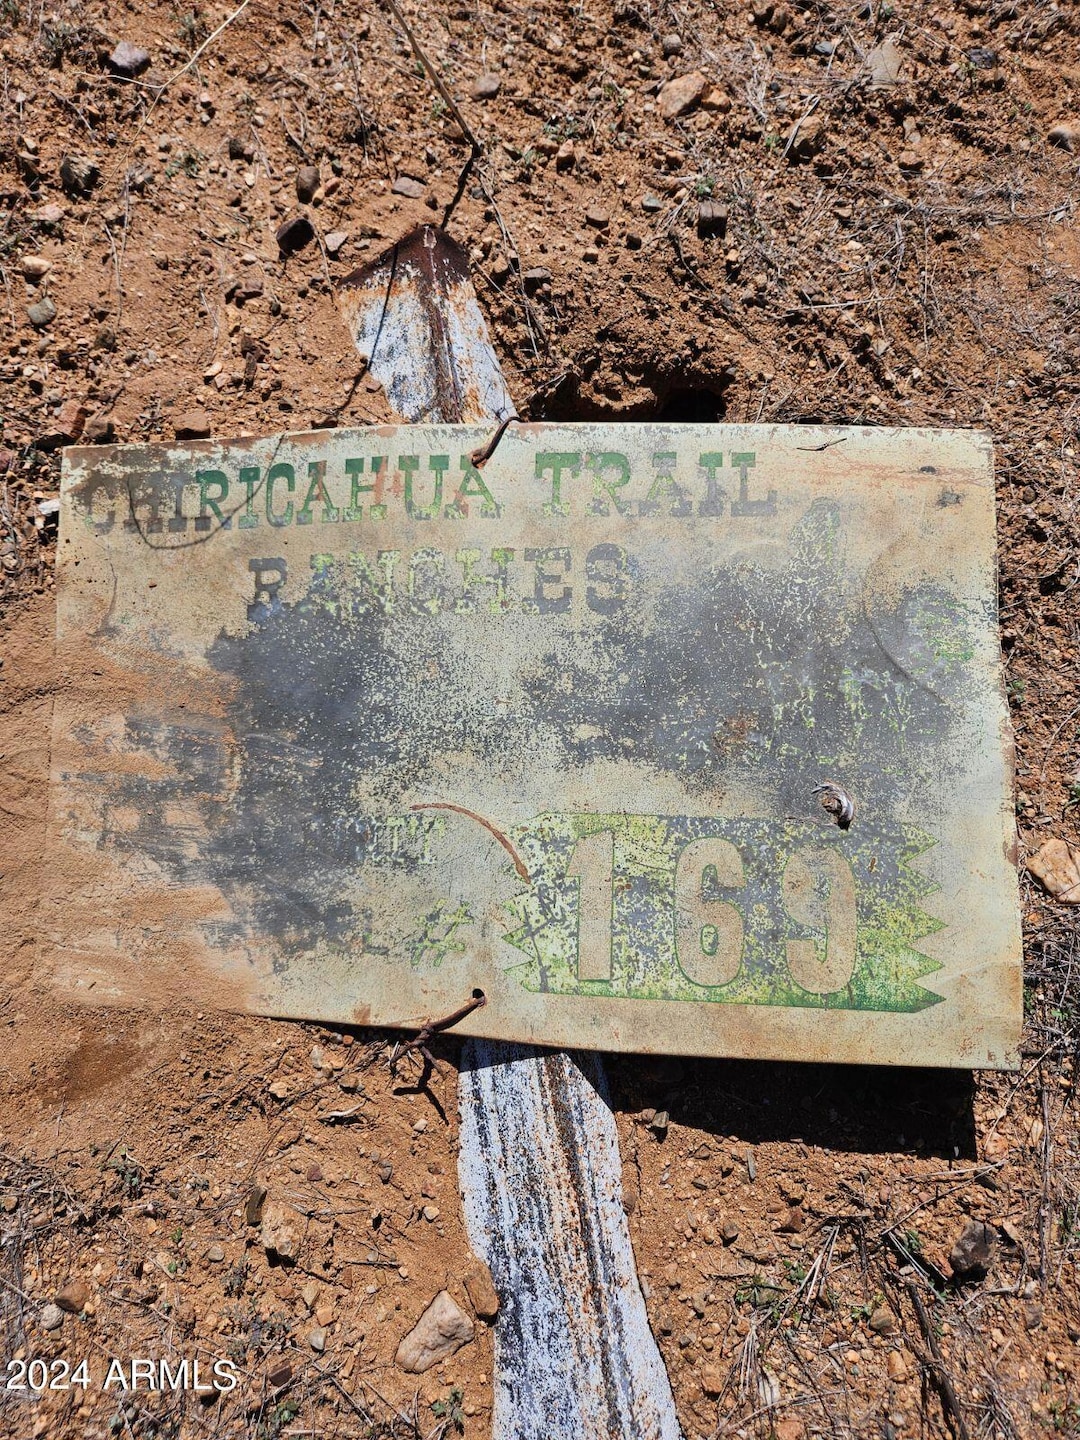 CHIRICAHUA TRAIL
RANCHES
# 169
2024 ARMLS